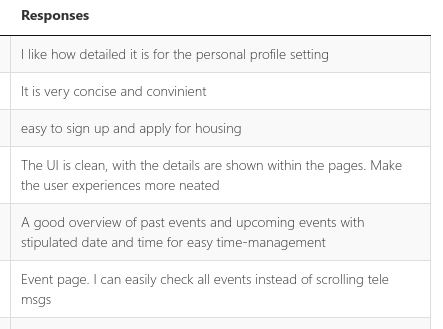 Responses
I like how detailed it is for the personal profile setting
It is very concise and convinient
easy to sign up and apply for housing
The UI is clean, with the details are shown within the pages. Make
the user experiences more neated
A good overview of past events and upcoming events with
stipulated date and time for easy time-management
Event page. I can easily check all events instead of scrolling tele
msgs